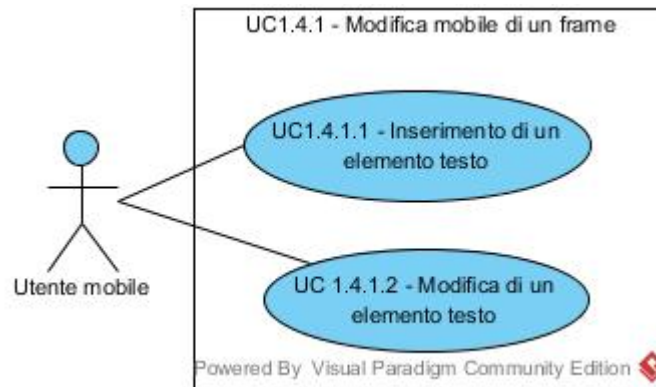 UC1.4.1 - Modifica mobile di un frame
UC1.4.1.1 - Inserimento di un
elemento testo
Utente mobile
UC 1.4.1.2 - Modifica di un
elemento testo
Powered By Visual Paradigm Community Edition